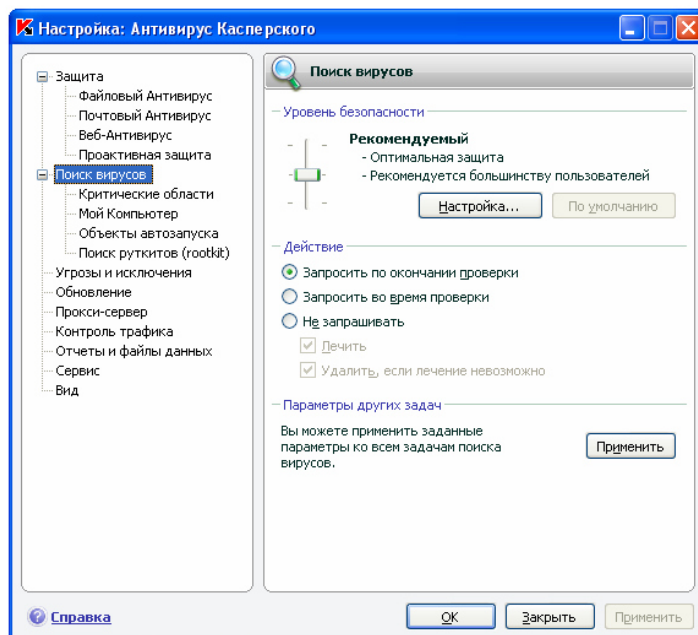 Настройка: Антивирус Касперского
Защита
Файловый Антивирус
Почтовый Антивирус
Веб-Антивирус
Проактивная защита
Поиск вирусов
Критические области
Мой Компьютер
Объекты автозапуска
Поиск руткитов (rootkit)
Угрозы и исключения
Обновление
Прокси-сервер
Контроль трафика
Отчеты и файлы данных
Сервис
Вид
Поиск вирусов
Уровень безопасности
Рекомендуемый
- Оптимальная защита
- Рекомендуется большинству пользователей
Настройка... По умолчанию
Действие
Запросить по окончании проверки
Запросить во время проверки
Не запрашивать
Лечить
Удалить, если лечение невозможно
Параметры других задач
Вы можете применить заданные
параметры ко всем задачам поиска
вирусов.
Применить
Справка
ОК Закрыть Применить